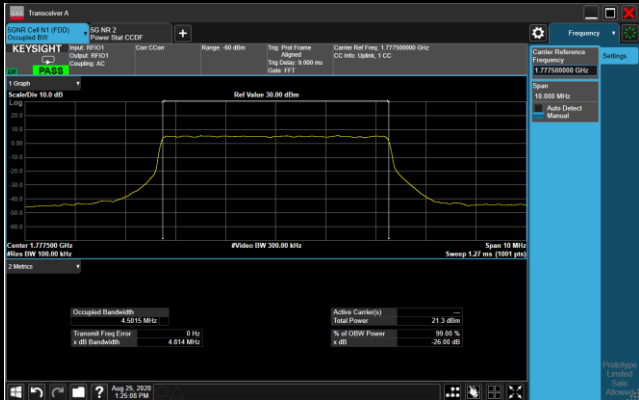 Transceiver A
5GNR Cell N1 (FDD)
Occupied BW
5G NR 2
Power Stat CCDF
+
Frequency
KEYSIGHT
PASS
Input: RFIO1
Output: RFIO1
Coupling: AC
Corr CCorr
Range: -60 dBm
Trig: Prot Frame
Aligned
Trig Delay: 9.000 ms
Gate: FFT
Carrier Ref Freq: 1.777500000 GHz
CC Info: Uplink, 1 CC
Carrier Reference
Frequency
1.777500000 GHz
Settings
Span
10.000 MHz
Auto Detect
Manual
1 Graph
Scale/Div 10.0 dB
Ref Value 30.00 dBm
Log
20.0
10.0
0.00
-10.0
-20.0
-30.0
-40.0
-50.0
-60.0
Center 1.777500 GHz
#Video BW 300.00 kHz
Span 10 MHz
#Res BW 100.00 kHz
Sweep 1.27 ms (1001 pts)
2 Metrics
Occupied Bandwidth
4.5015 MHz
Active Carrier(s)
---
Total Power
21.3 dBm
Transmit Freq Error
0 Hz
x dB Bandwidth
4.814 MHz
% of OBW Power
99.00 %
x dB
-26.00 dB
Prototype
Limited
Sale
Allowed
?
Aug 25, 2020
1:25:08 PM